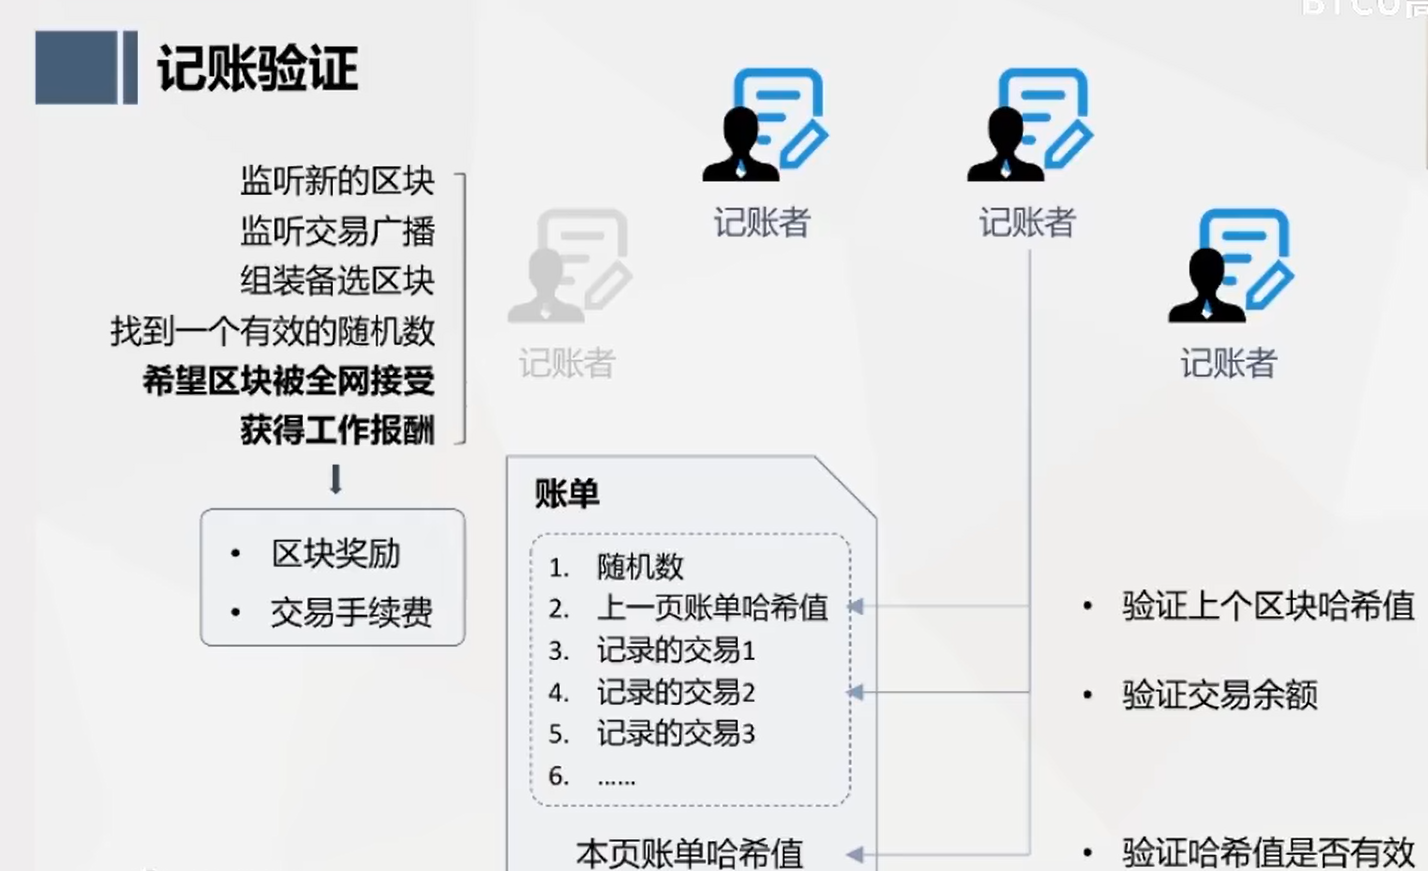 记账验证
监听新的区块
监听交易广播
组装备选区块
找到一个有效的随机数
希望区块被全网接受
获得工作报酬
• 区块奖励
• 交易手续费
记账者
记账者
记账者
记账者
账单
1. 随机数
2. 上一页账单哈希值
3. 记录的交易1
4. 记录的交易2
5. 记录的交易3
6. ......
本页账单哈希值
• 验证上个区块哈希值
• 验证交易余额
• 验证哈希值是否有效